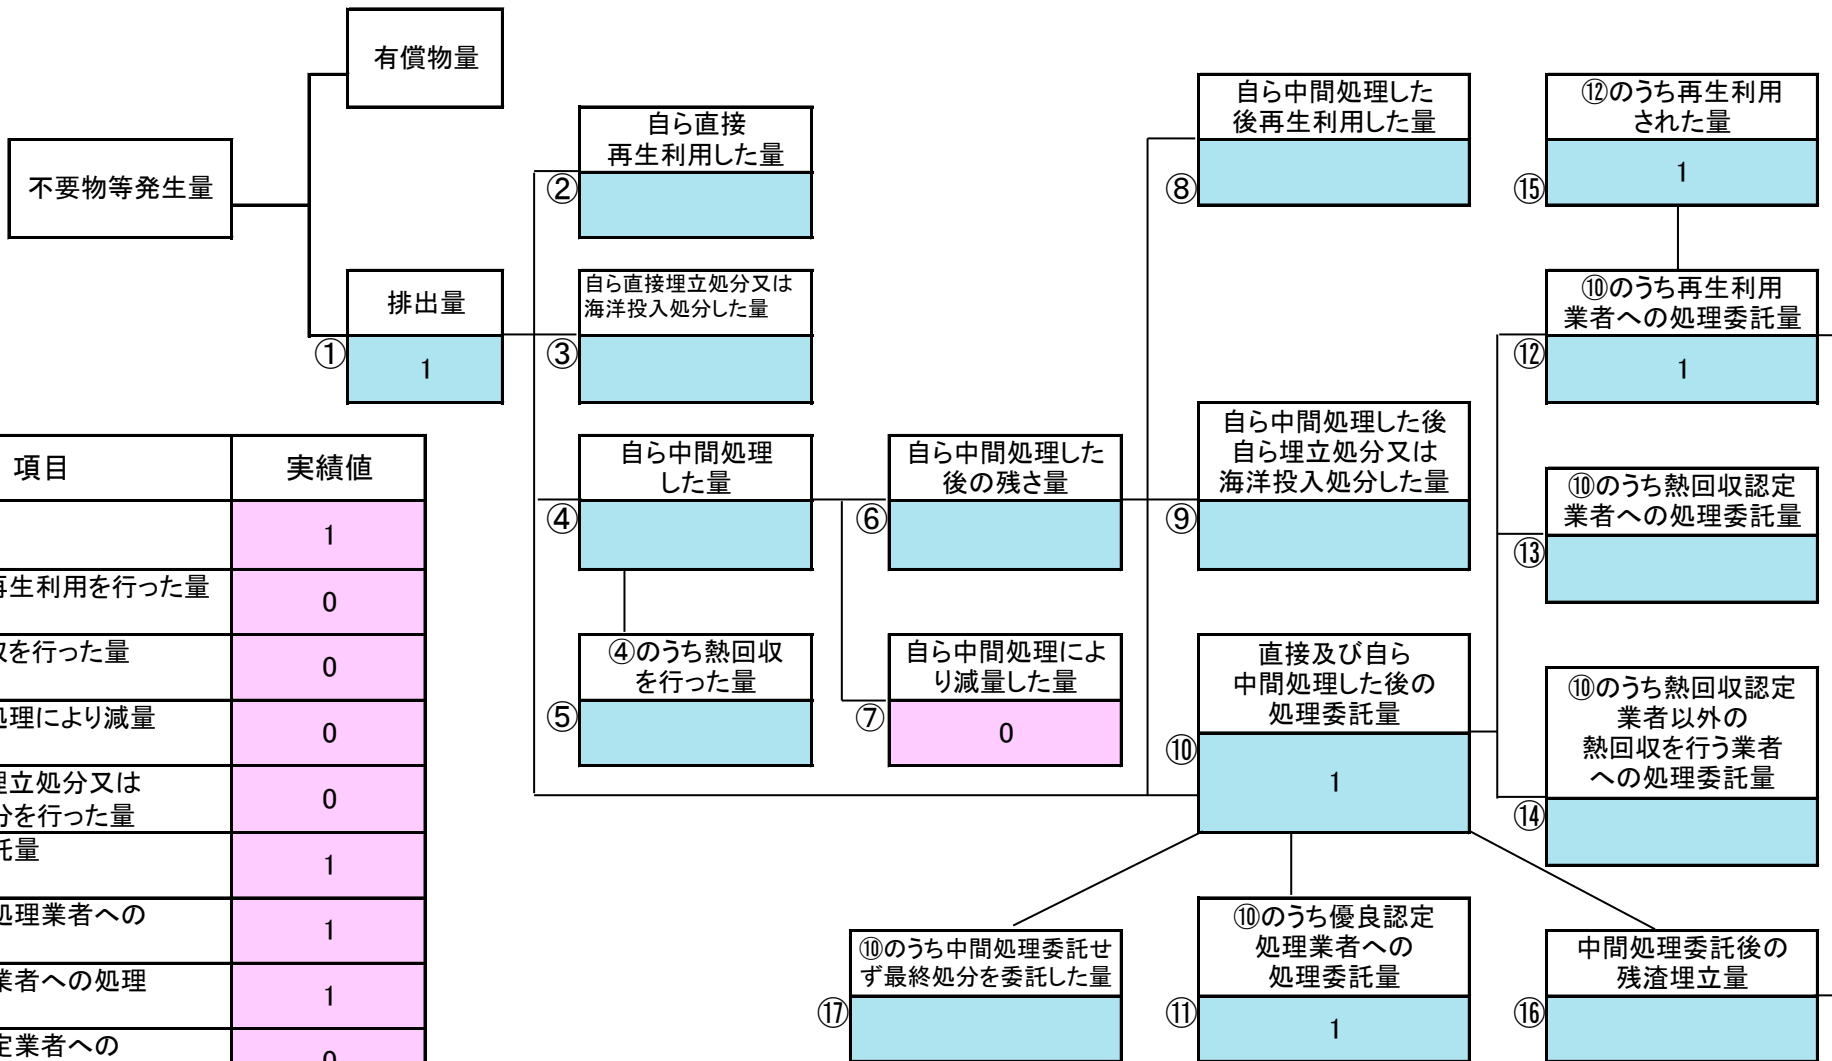 有償物量
不要物等発生量
排出量
①
1
自ら直接
再生利用した量
②
自ら直接埋立処分又は
海洋投入処分した量
③
自ら中間処理
した量
④
④のうち熱回収
を行った量
⑤
自ら中間処理した
後の残さ量
⑥
自ら中間処理によ
り減量した量
⑦
0
自ら中間処理した
後再生利用した量
⑧
自ら中間処理した後
自ら埋立処分又は
海洋投入処分した量
⑨
直接及び自ら
中間処理した後の
処理委託量
⑩
1
⑫のうち再生利用
された量
⑮
1
⑩のうち再生利用
業者への処理委託量
⑫
1
⑩のうち熱回収認定
業者への処理委託量
⑬
⑩のうち熱回収認定
業者以外の
熱回収を行う業者
への処理委託量
⑭
⑩のうち中間処理委託せ
ず最終処分を委託した量
⑰
⑩のうち優良認定
処理業者への
処理委託量
⑪
1
中間処理委託後の
残渣埋立量
⑯
項目 実績値
1
再生利用を行った量 0
を行った量 0
処理により減量 0
埋立処分又は
を行った量 0
託量 1
処理業者への 1
業者への処理 1
定業者への 0